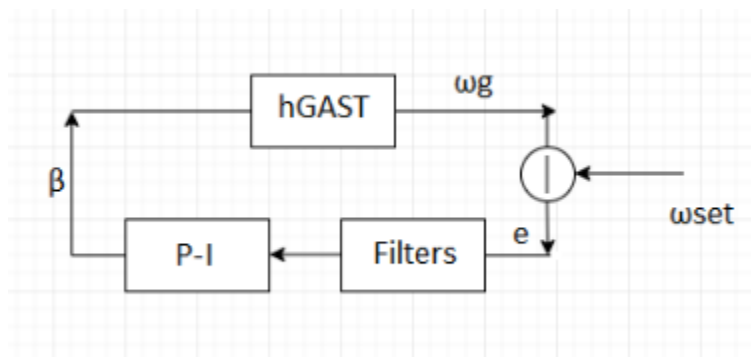 hGAST
ωg
β
ωset
P-I
Filters
e